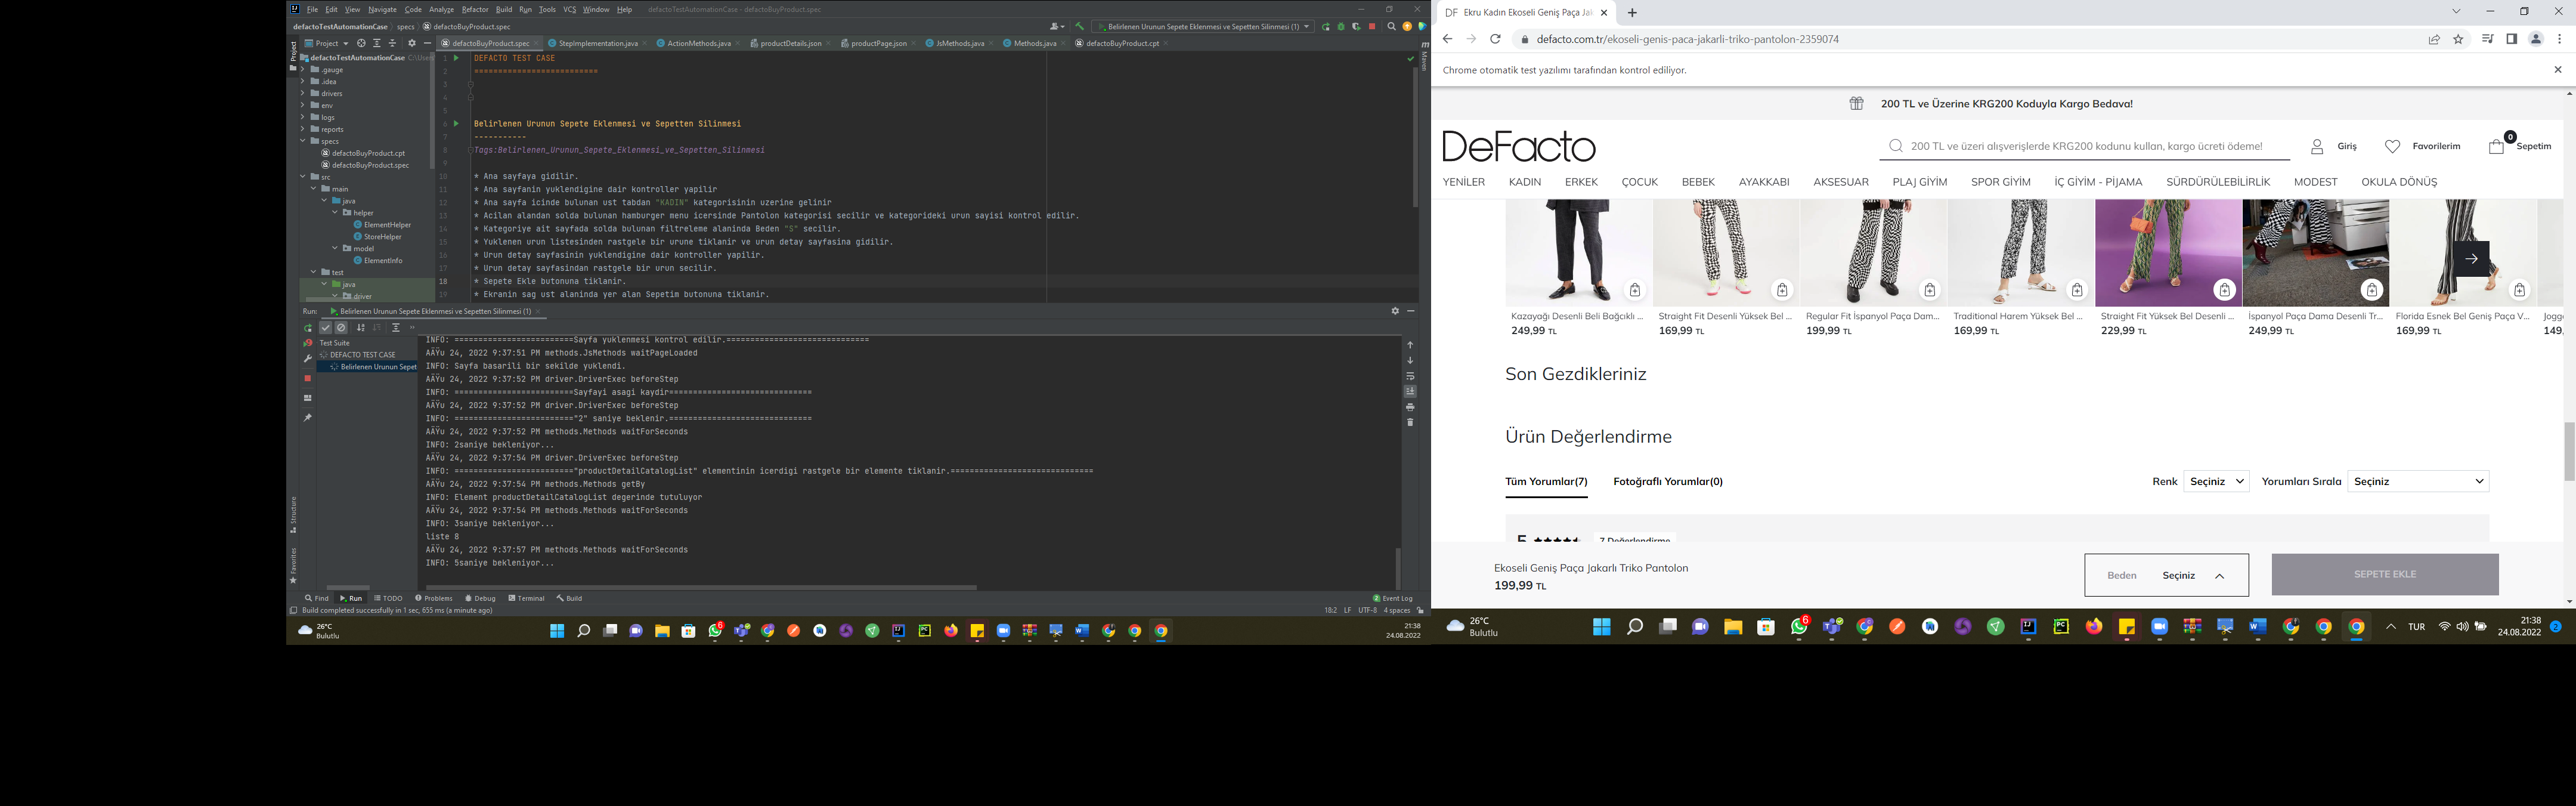 File Edit View Navigate Code Analyze Refactor Build Run Tools VCS Window Help defactoTestAutomationCase - defactoBuyProduct.spec
defactoTestAutomationCase specs defactoBuyProduct.spec
Belirlenen Urunun Sepete Eklenmesi ve Sepetten Silinmesi (1)
Project
defactoBuyProduct.spec StepImplementation.java ActionMethods.java productDetails.json productPage.json JsMethods.java Methods.java defactoBuyProduct.cpt
Project
Maven
defactoTestAutomationCase C:\Users
.gauge
.idea
drivers
env
logs
reports
specs
defactoBuyProduct.cpt
defactoBuyProduct.spec
src
main
java
helper
ElementHelper
StoreHelper
model
ElementInfo
test
java
driver
1 DEFACTO TEST CASE
2 ==========================
3
4
5
6 Belirlenen Urunun Sepete Eklenmesi ve Sepetten Silinmesi
7 -----------
8 Tags:Belirlenen_Urunun_Sepete_Eklenmesi_ve_Sepetten_Silinmesi
9
10 * Ana sayfaya gidilir.
11 * Ana sayfanin yuklendigine dair kontroller yapilir
12 * Ana sayfa icinde bulunan ust tabdan "KADIN" kategorisinin uzerine gelinir
13 * Acilan alandan solda bulunan hamburger menu icersinde Pantolon kategorisi secilir ve kategorideki urun sayisi kontrol edilir.
14 * Kategoriye ait sayfada solda bulunan filtreleme alaninda Beden "S" secilir.
15 * Yuklenen urun listesinden rastgele bir urune tiklanir ve urun detay sayfasina gidilir.
16 * Urun detay sayfasinin yuklendigine dair kontroller yapilir.
17 * Urun detay sayfasindan rastgele bir urun secilir.
18 * Sepete Ekle butonuna tiklanir.
19 * Ekranin sag ust alaninda yer alan Sepetim butonuna tiklanir.
Run: Belirlenen Urunun Sepete Eklenmesi ve Sepetten Silinmesi (1)
Test Suite
DEFACTO TEST CASE
Belirlenen Urunun Sepet
INFO: =========================Sayfa yuklenmesi kontrol edilir.==============================
AÄŸu 24, 2022 9:37:51 PM methods.JsMethods waitPageLoaded
INFO: Sayfa basarili bir sekilde yuklendi.
AÄŸu 24, 2022 9:37:52 PM driver.DriverExec beforeStep
INFO: =========================Sayfayi asagi kaydir==============================
AÄŸu 24, 2022 9:37:52 PM driver.DriverExec beforeStep
INFO: ========================="2" saniye beklenir.==============================
AÄŸu 24, 2022 9:37:52 PM methods.Methods waitForSeconds
INFO: 2saniye bekleniyor...
AÄŸu 24, 2022 9:37:54 PM driver.DriverExec beforeStep
INFO: ========================="productDetailCatalogList" elementinin icerdigi rastgele bir elemente tiklanir.==============================
AÄŸu 24, 2022 9:37:54 PM methods.Methods getBy
INFO: Element productDetailCatalogList degerinde tutuluyor
AÄŸu 24, 2022 9:37:54 PM methods.Methods waitForSeconds
INFO: 3saniye bekleniyor...
liste 8
AÄŸu 24, 2022 9:37:57 PM methods.Methods waitForSeconds
INFO: 5saniye bekleniyor...
Structure
Favorites
Find Run TODO Problems Debug Terminal Build 2 Event Log
Build completed successfully in 1 sec, 655 ms (a minute ago) 18:2 LF UTF-8 4 spaces
26°C
Bulutlu
6
21:38
24.08.2022
DF Ekru Kadın Ekoseli Geniş Paça Jak
defacto.com.tr/ekoseli-genis-paca-jakarli-triko-pantolon-2359074
Chrome otomatik test yazılımı tarafından kontrol ediliyor.
200 TL ve Üzerine KRG200 Koduyla Kargo Bedava!
DeFacto
200 TL ve üzeri alışverişlerde KRG200 kodunu kullan, kargo ücreti ödeme!
Giriş Favorilerim 0 Sepetim
YENİLER KADIN ERKEK ÇOCUK BEBEK AYAKKABI AKSESUAR PLAJ GİYİM SPOR GİYİM İÇ GİYİM - PİJAMA SÜRDÜRÜLEBİLİRLİK MODEST OKULA DÖNÜŞ
Kazayağı Desenli Beli Bağcıklı ... Straight Fit Desenli Yüksek Bel ... Regular Fit İspanyol Paça Dam... Traditional Harem Yüksek Bel ... Straight Fit Yüksek Bel Desenli ... İspanyol Paça Dama Desenli Tr... Florida Esnek Bel Geniş Paça V... Jogge
249,99 TL 169,99 TL 199,99 TL 169,99 TL 229,99 TL 249,99 TL 169,99 TL 149,
Son Gezdikleriniz
Ürün Değerlendirme
Tüm Yorumlar(7) Fotoğraflı Yorumlar(0) Renk Seçiniz Yorumları Sırala Seçiniz
5 7 Değerlendirme
Ekoseli Geniş Paça Jakarlı Triko Pantolon
199,99 TL
Beden Seçiniz
SEPETE EKLE
26°C
Bulutlu
6
TUR
21:38
24.08.2022
2